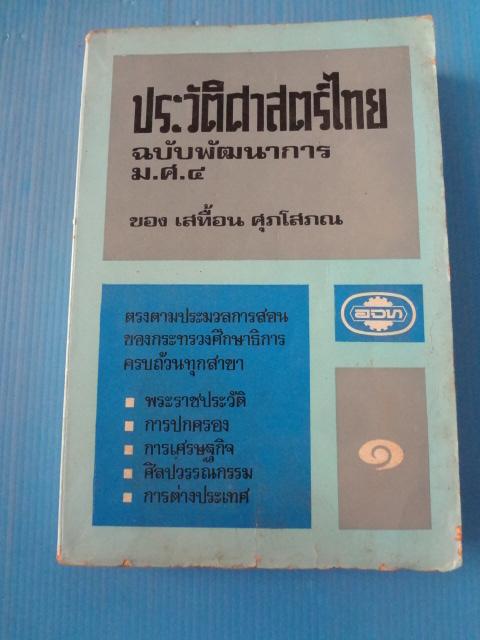 ประวัติศาสตร์ไทย
ฉบับพัฒนาการ
ม.ศ.๔
ของ เสทื้อน ศุภโสภณ
ตรงตามประมวลการสอน
ของกระทรวงศึกษาธิการ
ครบถ้วนทุกสาขา
พระราชประวัติ
การปกครอง
การเศรษฐกิจ
ศิลปวรรณกรรม
การต่างประเทศ
อจท
๑